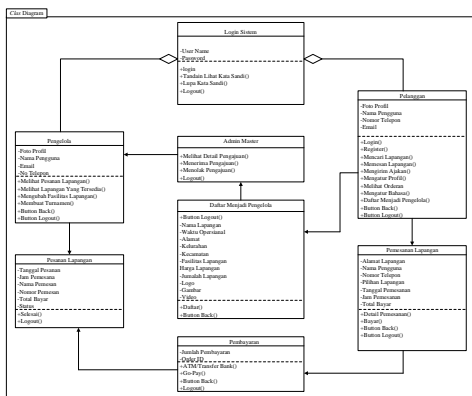 Clas Diagram
Login Sistem
-User Name
-Password
+login
+Tandain Lihat Kata Sandi()
+Lupa Kata Sandi()
+Logout()
Pengelola
-Foto Profil
-Nama Pengguna
-Email
-No Telepon
+Melihat Pesanan Lapangan()
+Melihat Lapangan Yang Tersedia()
+Mengubah Fasilitas Lapangan()
+Membuat Turnamen()
+Button Back()
+Button Logout()
Admin Master
+Melihat Detail Pengajuan()
+Menerima Pengajuan()
+Menolak Pengajuan()
+Logout()
Pelanggan
-Foto Profil
-Nama Pengguna
-Nomor Telepon
-Email
+Login()
+Register()
+Mencari Lapangan()
+Memesan Lapangan()
+Mengirim Ajakan()
+Mengatur Profil()
+Melihat Orderan
+Mengatur Bahasa()
+Daftar Menjadi Pengelola()
+Button Back()
+Button Logout()
Daftar Menjadi Pengelola
+Button Logout()
-Nama Lapangan
-Waktu Opersional
-Alamat
-Kelurahan
-Kecamatan
-Fasilitas Lapangan
Harga Lapangan
-Jumalah Lapangan
-Logo
-Gambar
-Video
+Daftar()
+Button Back()
Pesanan Lapangan
-Tanggal Pesanan
-Jam Pemesana
-Nama Pemesan
-Nomor Pemesan
-Total Bayar
-Status
+Selesai()
+Logout()
Pemesanan Lapangan
-Alamat Lapangan
-Nama Pengguna
-Nomor Telepon
-Pilihan Lapangan
-Tanggal Pemesanan
-Jam Pemesanan
-Total Bayar
+Detail Pemesanan()
+Bayar()
+Button Back()
+Button Logout()
Pembayaran
-Jumlah Pembayaran
-Order ID
+ATM/Transfer Bank()
+Go-Pay()
+Button Back()
+Logout()